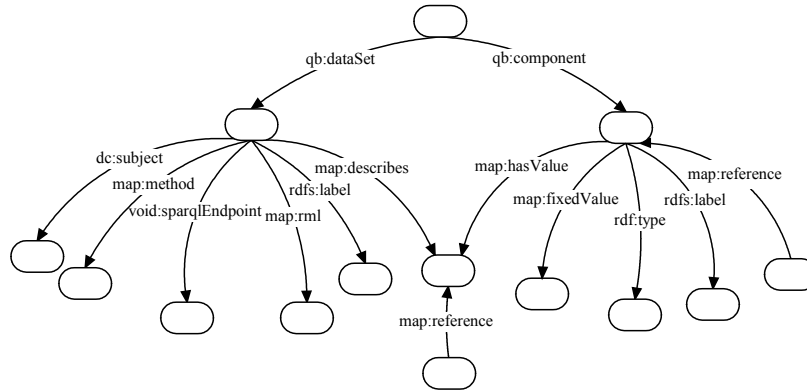 qb:dataSet
qb:component
dc:subject
map:method
void:sparqlEndpoint
map:rml
rdfs:label
map:describes
map:hasValue
map:fixedValue
rdf:type
rdfs:label
map:reference
map:reference